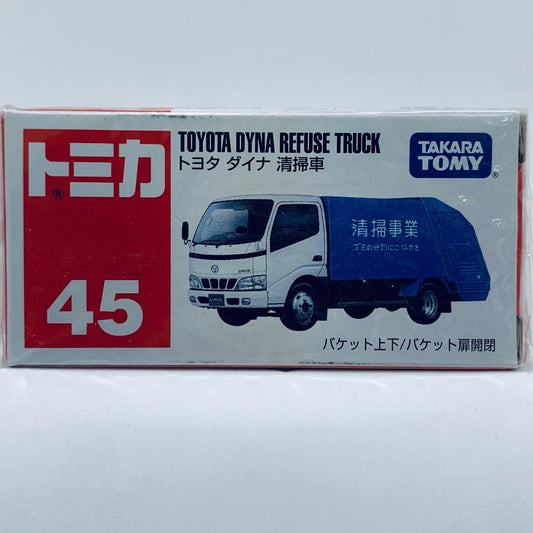 トミカ®
45
TOYOTA DYNA REFUSE TRUCK
トヨタ ダイナ 清掃車
TAKARA
TOMY®
清掃事業
ゴミの分別にご協力を
バケット上下/バケット扉開閉